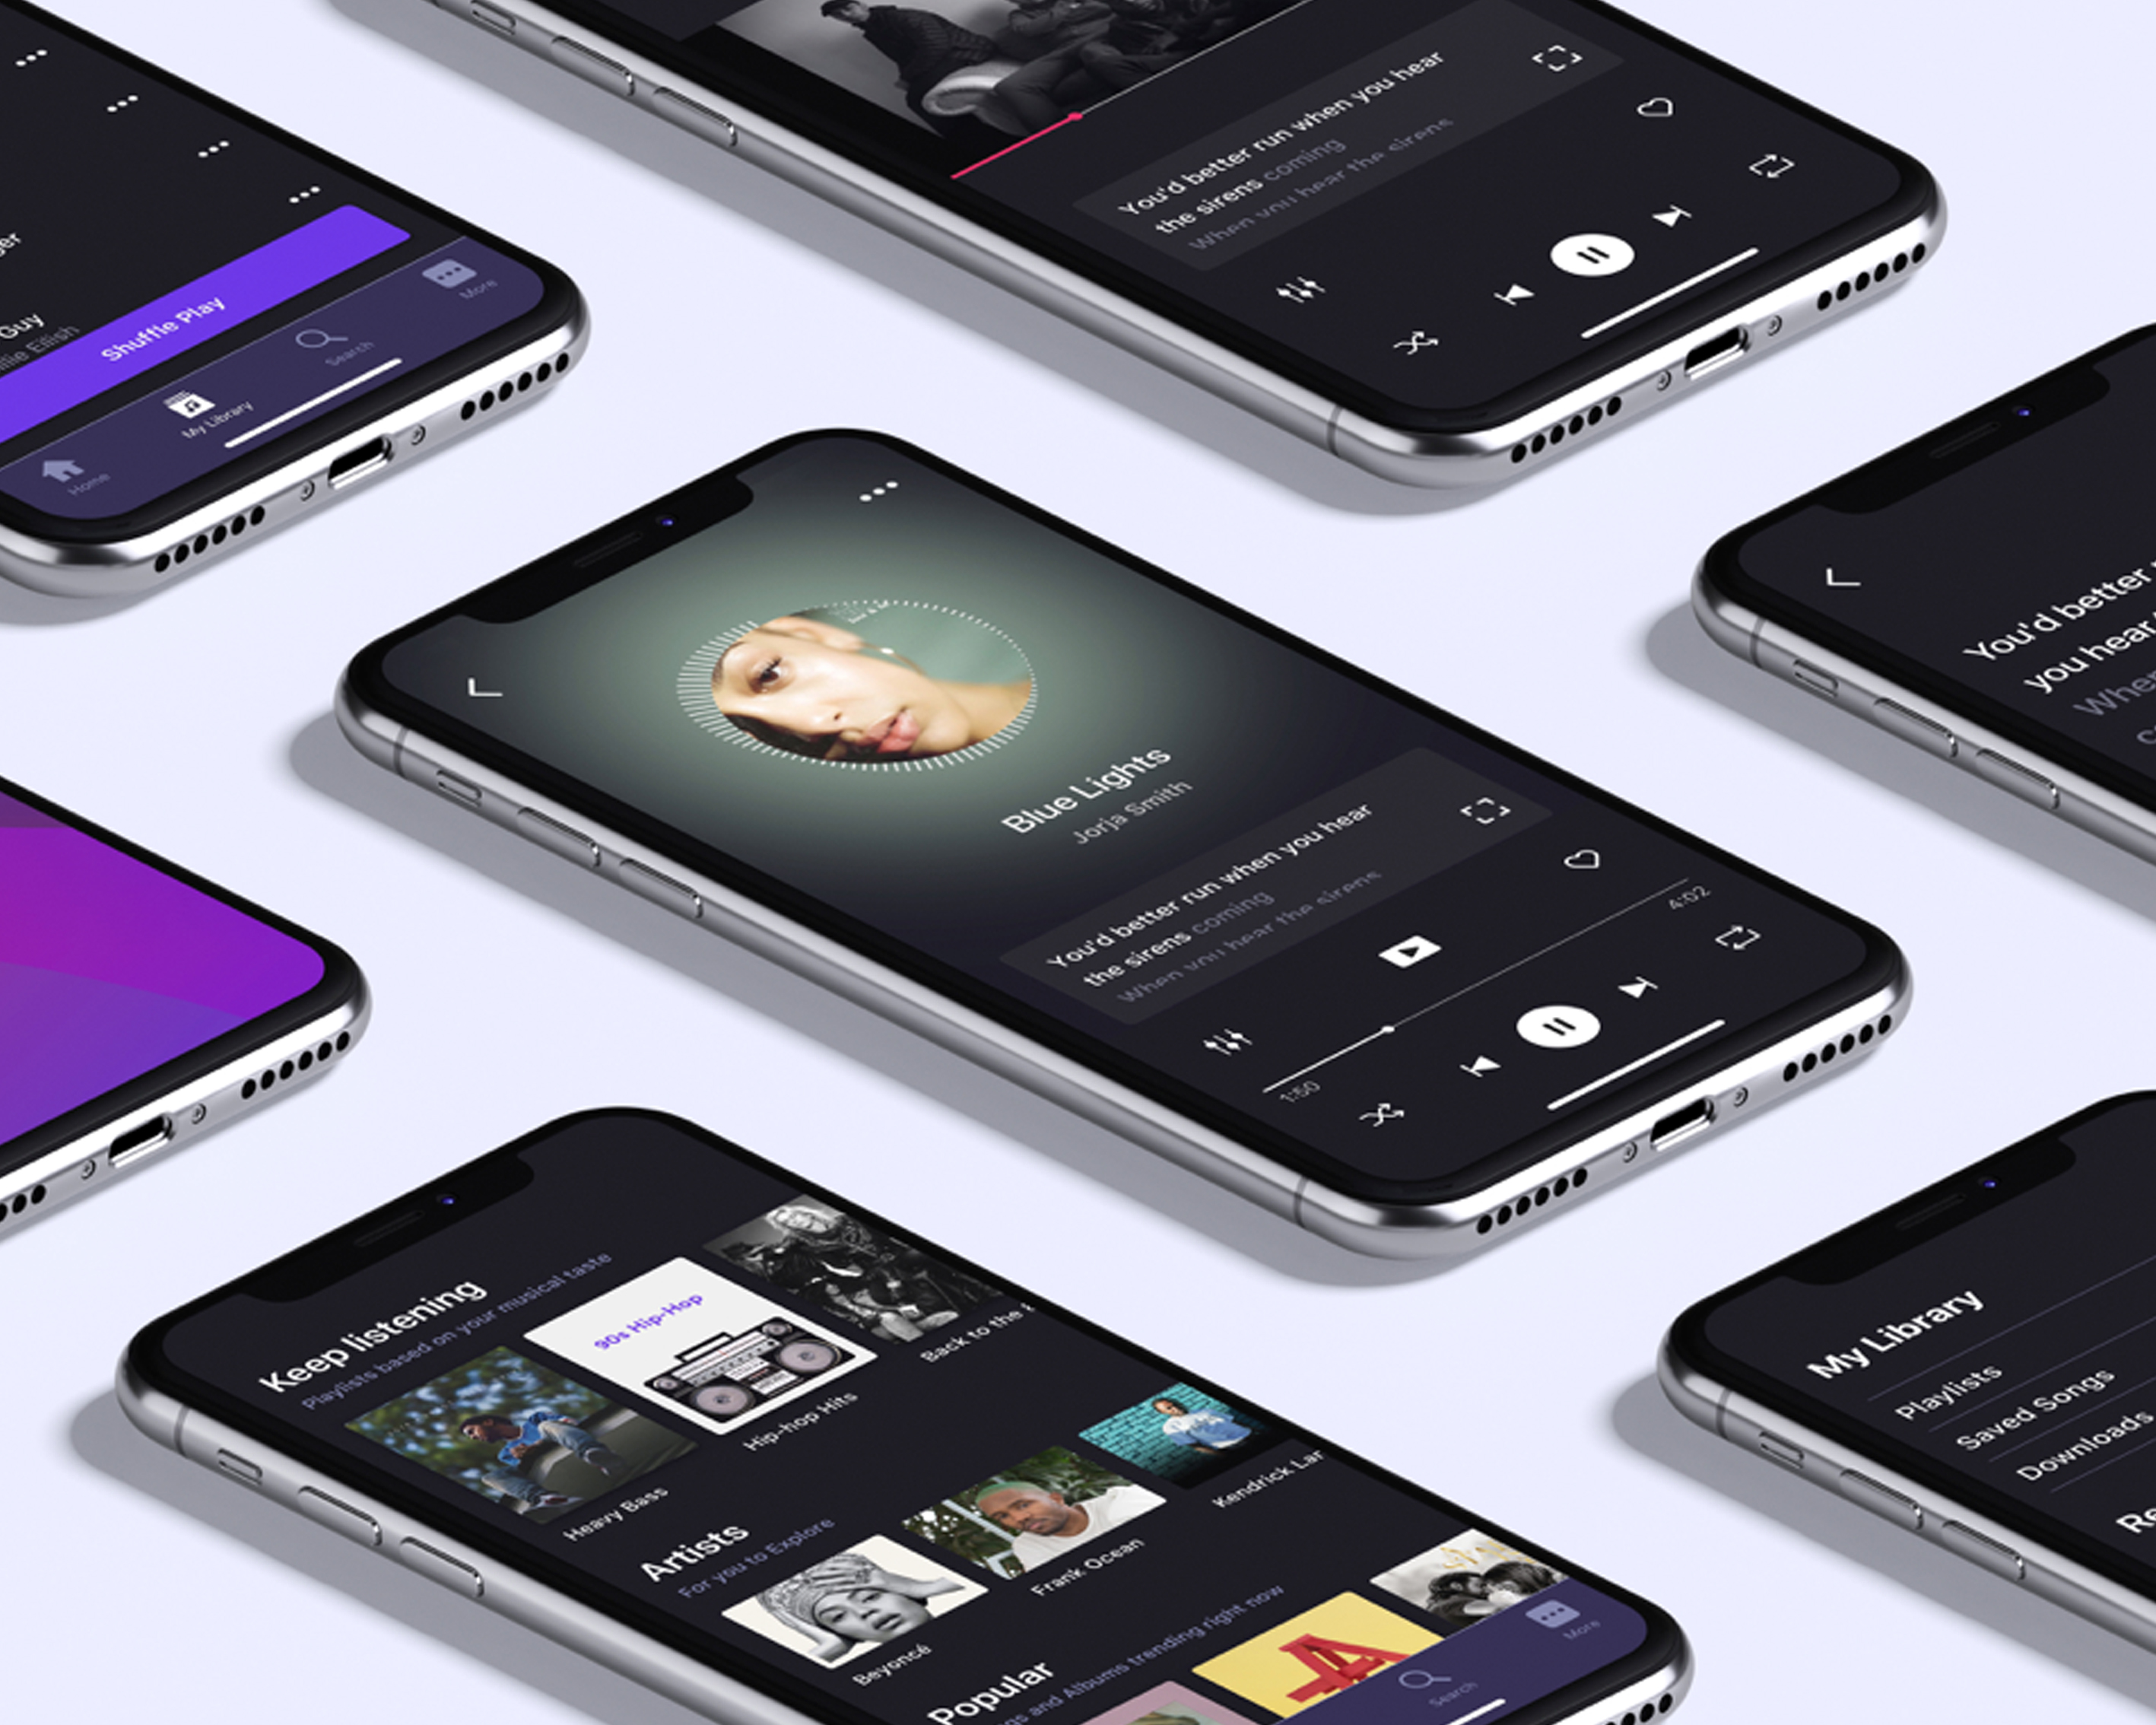 Guy
Eilish
Shuffle Play
Home
My Library
Search
More
You'd better run when you hear
the sirens coming
When you hear the sirens
Blue Lights
Jorja Smith
You'd better run when you hear
the sirens coming
When you hear the sirens
1:50
4:02
You'd better
you hear
When
Keep listening
Playlists based on your musical taste
90s Hip-Hop
Heavy Bass
Hip-hop Hits
Back to the
Artists
For you to Explore
Beyoncé
Frank Ocean
Kendrick Lar
Popular
and Albums trending right now
Search
More
My Library
Playlists
Saved Songs
Downloads
Re